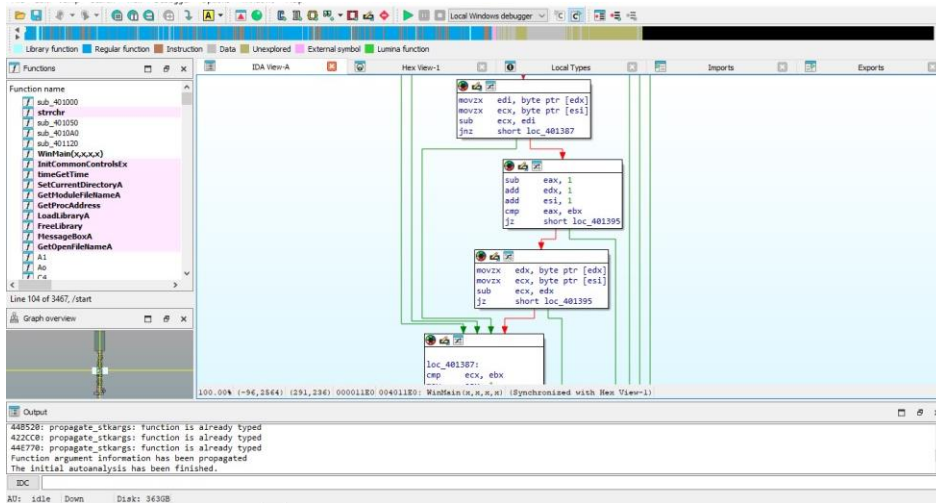 Local Windows debugger
Library function Regular function Instruction Data Unexplored External symbol Lumina function
Functions
IDA View-A
Hex View-1
Local Types
Imports
Exports
Function name
sub_401000
strrchr
sub_401050
sub_4010A0
sub_401120
WinMain(x,x,x,x)
InitCommonControlsEx
timeGetTime
SetCurrentDirectoryA
GetModuleFileNameA
GetProcAddress
LoadLibraryA
FreeLibrary
MessageBoxA
GetOpenFileNameA
A1
Ao
C4
Line 104 of 3467, /start
Graph overview
movzx edi, byte ptr [edx]
movzx ecx, byte ptr [esi]
sub ecx, edi
jnz short loc_401387
sub eax, 1
add edx, 1
add esi, 1
cmp eax, ebx
jz short loc_401395
movzx edx, byte ptr [edx]
movzx ecx, byte ptr [esi]
sub ecx, edx
jz short loc_401395
loc_401387:
cmp ecx, ebx
100.00% (-96,2564) (291,236) 000011E0 004011E0: WinMain(x,x,x,x) (Synchronized with Hex View-1)
Output
44B520: propagate_stkargs: function is already typed
422CC0: propagate_stkargs: function is already typed
44E770: propagate_stkargs: function is already typed
Function argument information has been propagated
The initial autoanalysis has been finished.
IDC
AU: idle Down Disk: 363GB